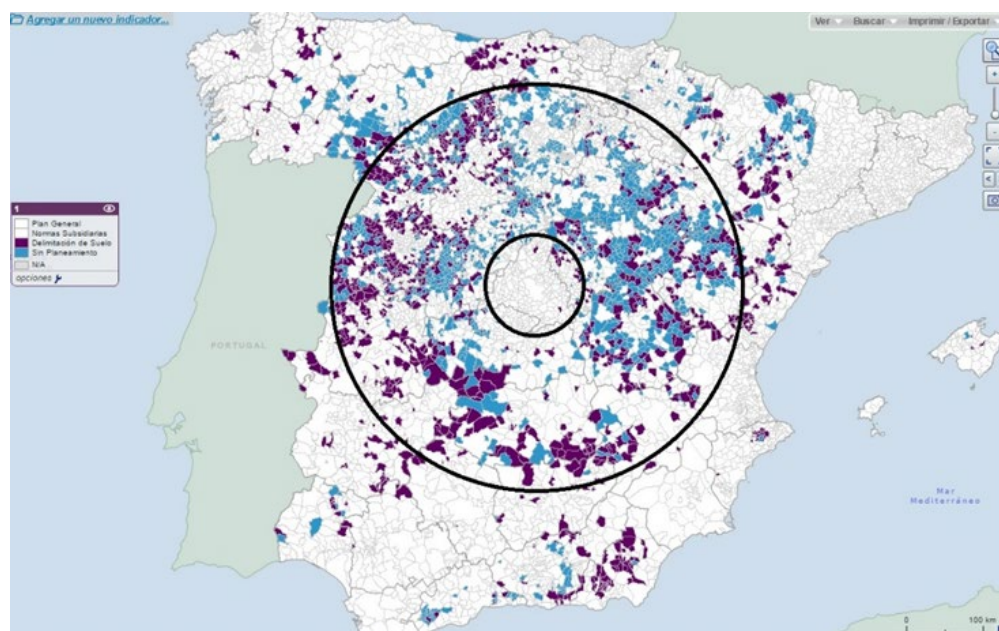 Agregar un nuevo indicador...
Ver Buscar Imprimir / Exportar
1
Plan General
Normas Subsidiarias
Delimitación de Suelo
Sin Planeamiento
N/A
opciones
PORTUGAL
Mar
Mediterráneo
0 100 km